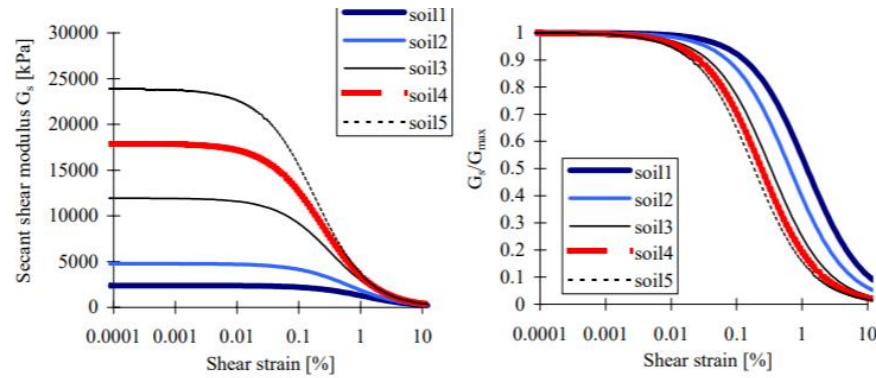 30000
25000
20000
15000
10000
5000
0
Secant shear modulus Gs [kPa]
0.0001
0.001
0.01
0.1
1
10
Shear strain [%]
soil1
soil2
soil3
soil4
soil5
1
0.9
0.8
0.7
0.6
0.5
0.4
0.3
0.2
0.1
0
Gs/Gmax
0.0001
0.001
0.01
0.1
1
10
Shear strain [%]
soil1
soil2
soil3
soil4
soil5